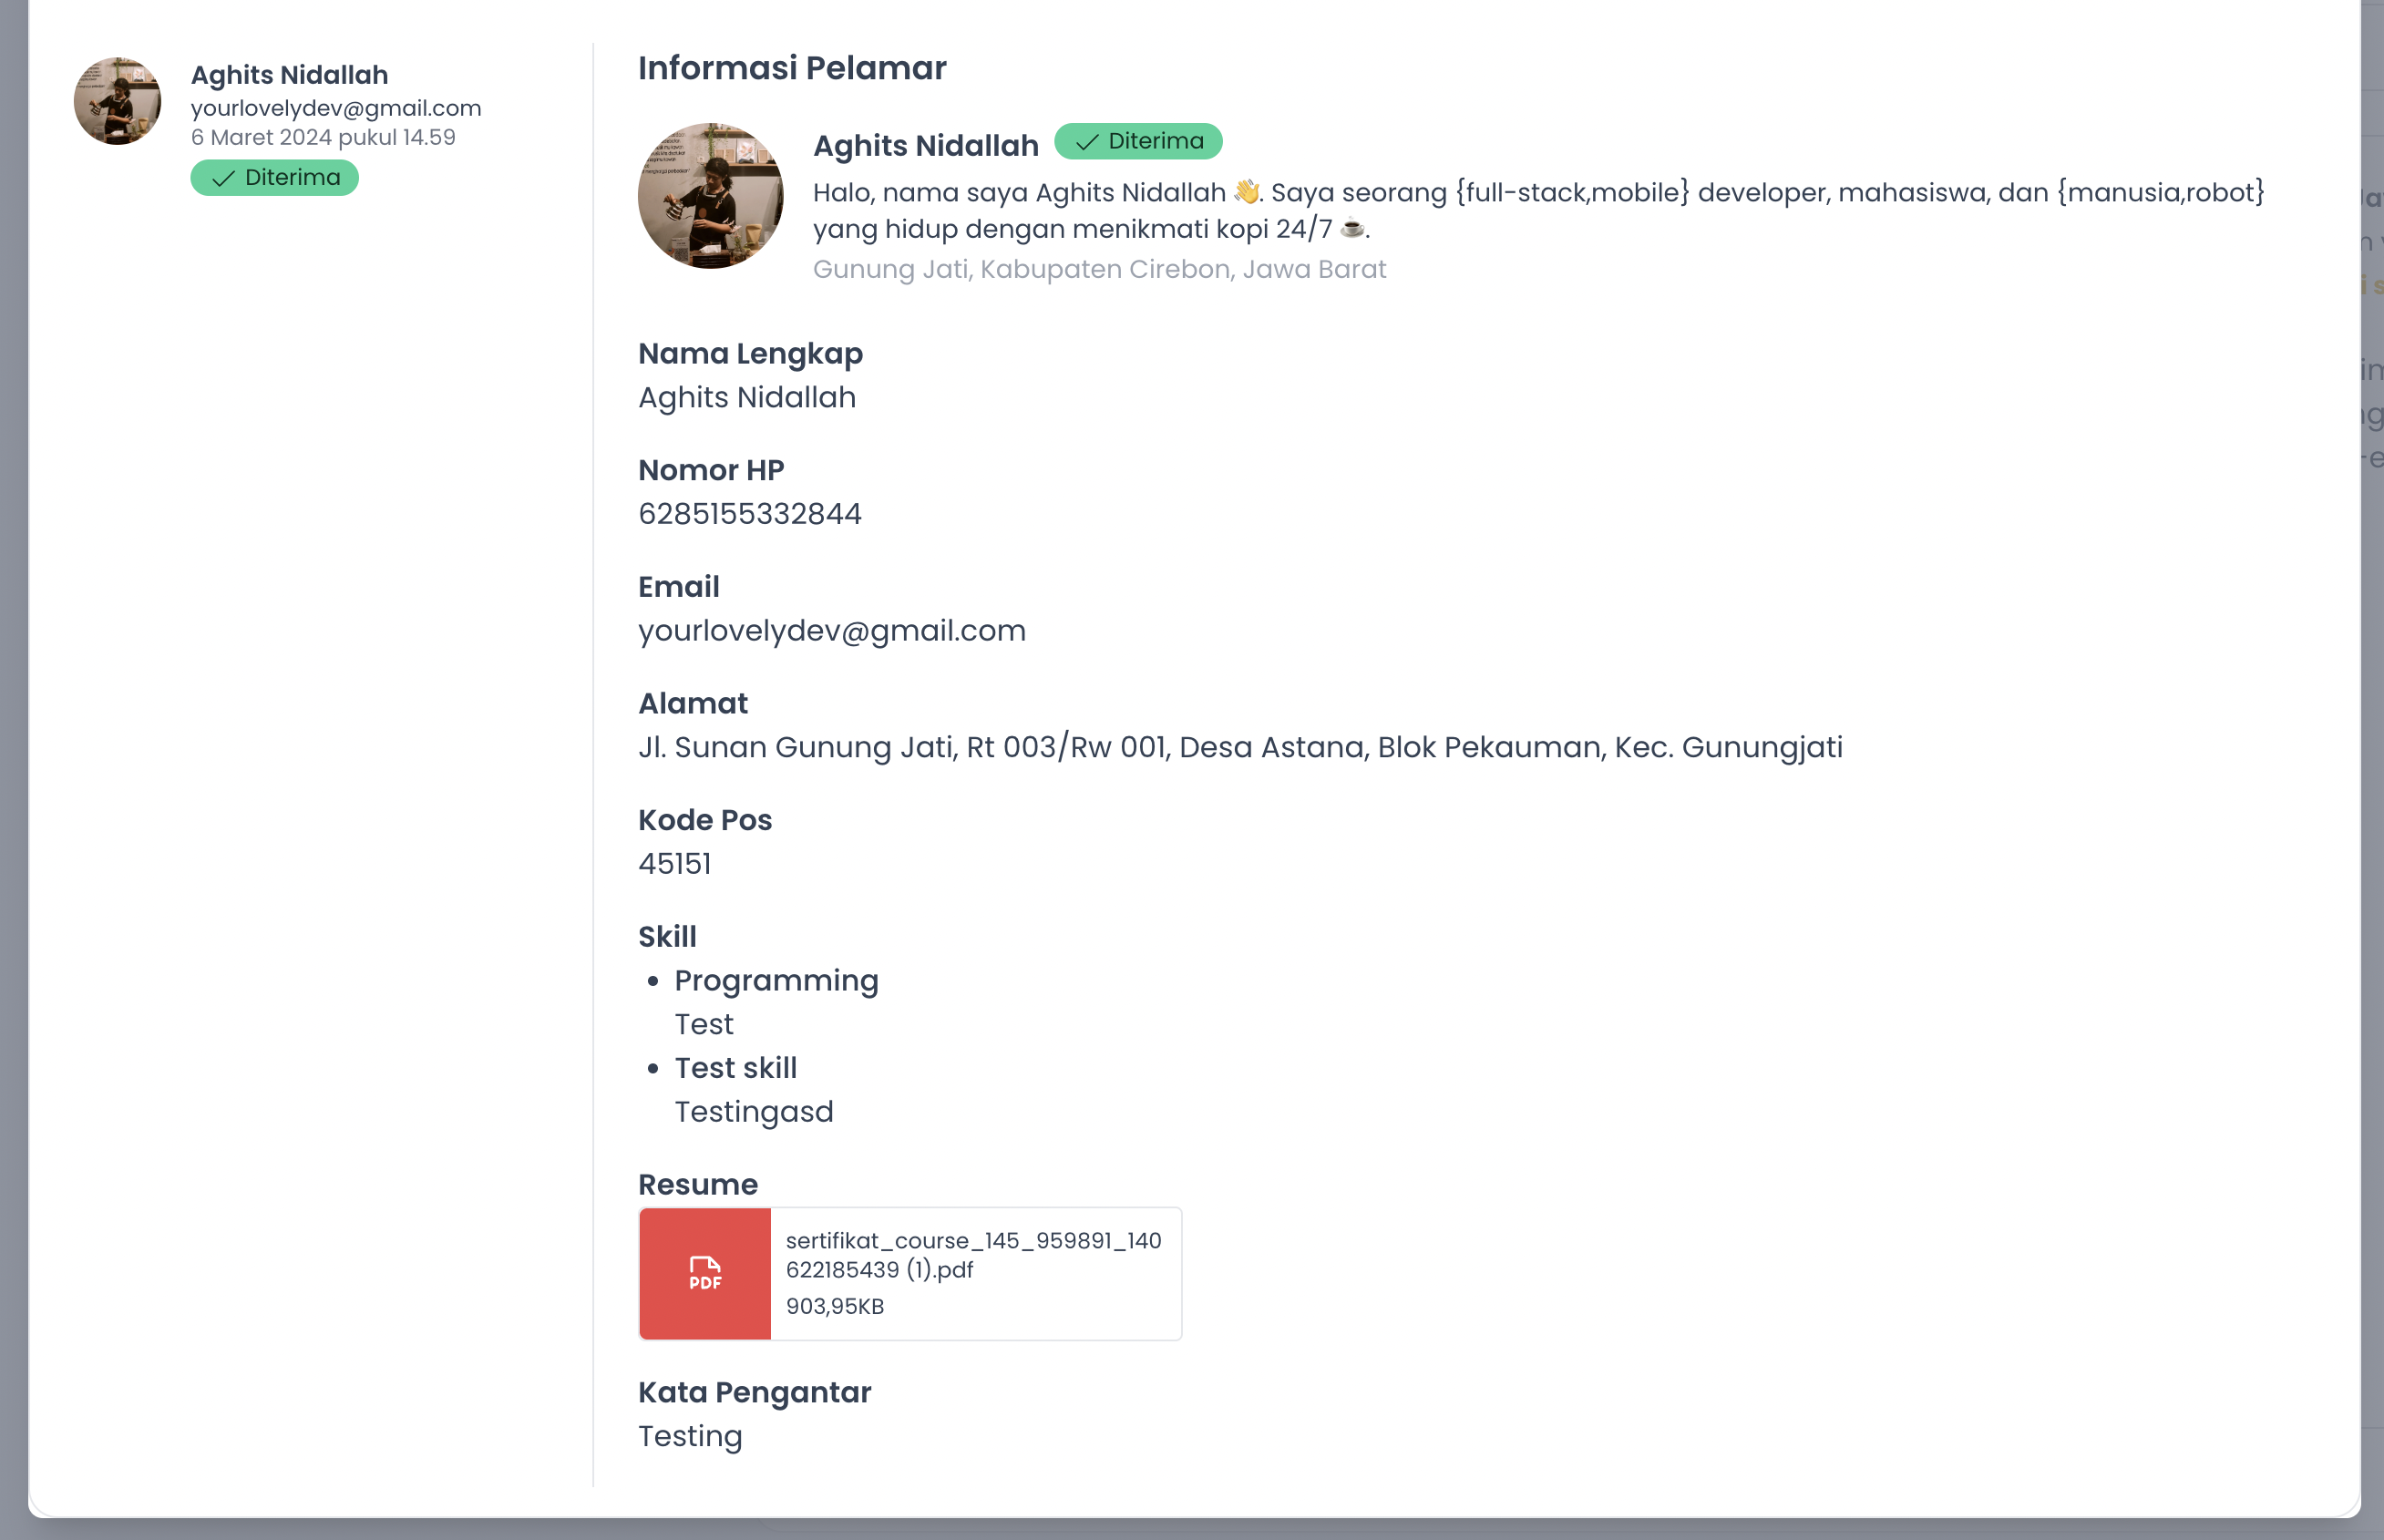 Aghits Nidallah
yourlovelydev@gmail.com
6 Maret 2024 pukul 14.59
Diterima
Informasi Pelamar
Aghits Nidallah
Diterima
Halo, nama saya Aghits Nidallah 👋. Saya seorang {full-stack,mobile} developer, mahasiswa, dan {manusia,robot}
yang hidup dengan menikmati kopi 24/7 ☕.
Gunung Jati, Kabupaten Cirebon, Jawa Barat
Nama Lengkap
Aghits Nidallah
Nomor HP
6285155332844
Email
yourlovelydev@gmail.com
Alamat
Jl. Sunan Gunung Jati, Rt 003/Rw 001, Desa Astana, Blok Pekauman, Kec. Gunungjati
Kode Pos
45151
Skill
• Programming
Test
• Test skill
Testingasd
Resume
PDF
sertifikat_course_145_959891_140
622185439 (1).pdf
903,95KB
Kata Pengantar
Testing